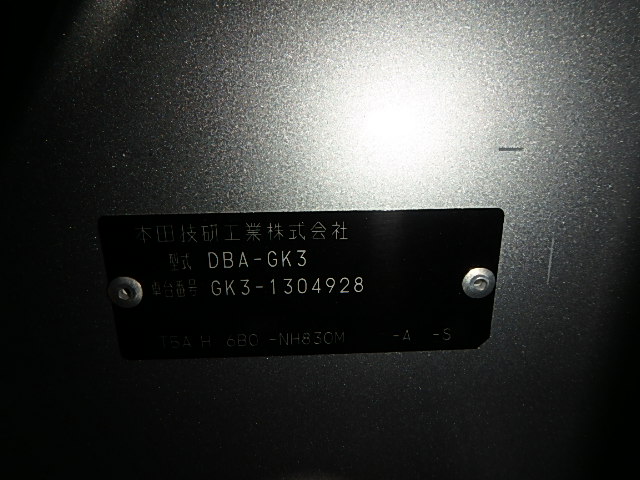 本田技研工業株式会社
型式 DBA-GK3
車台番号 GK3-1304928
-NH830M -A -S